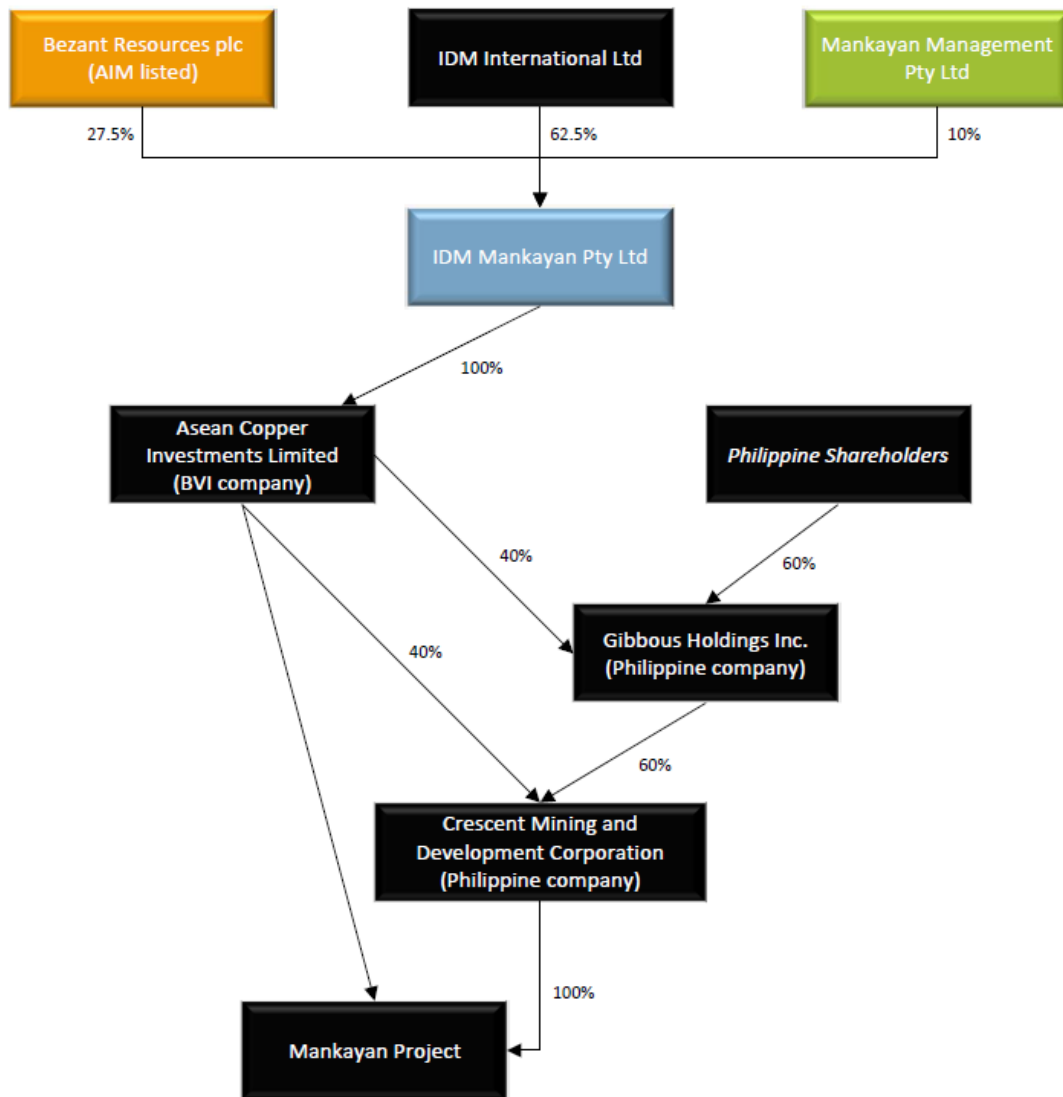 Bezant Resources plc
(AIM listed)
IDM International Ltd
Mankayan Management
Pty Ltd
27.5%
62.5%
10%
IDM Mankayan Pty Ltd
100%
Asean Copper
Investments Limited
(BVI company)
Philippine Shareholders
40%
60%
Gibbous Holdings Inc.
(Philippine company)
40%
60%
Crescent Mining and
Development Corporation
(Philippine company)
100%
Mankayan Project